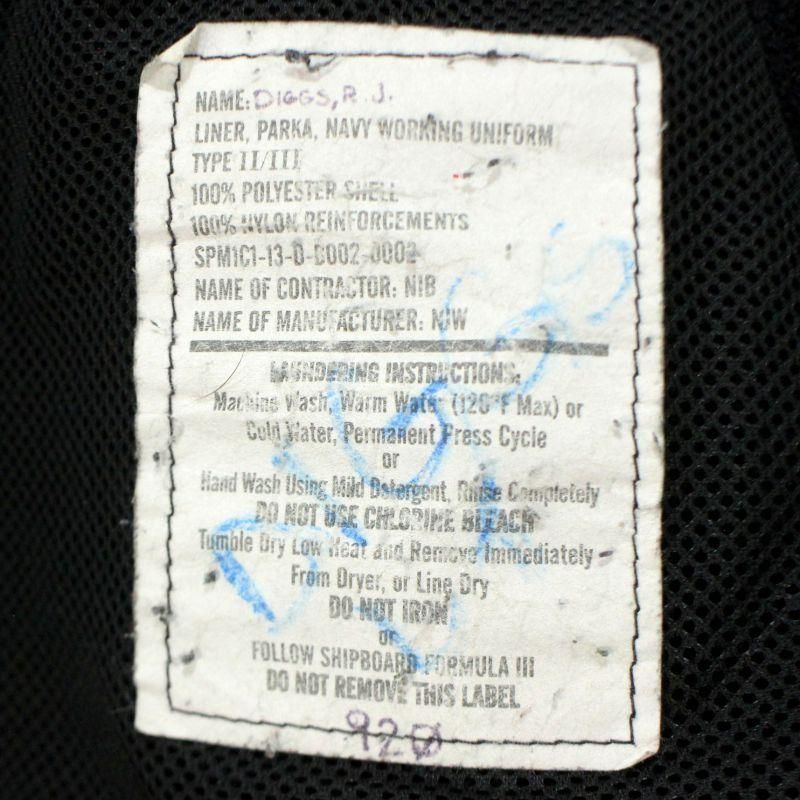 NAME: DIGGS, R. J.
LINER, PARKA, NAVY WORKING UNIFORM
TYPE II/III
100% POLYESTER SHELL
100% NYLON REINFORCEMENTS
SPM1C1-13-D-B002-0002
NAME OF CONTRACTOR: NIB
NAME OF MANUFACTURER: NIW
LAUNDERING INSTRUCTIONS:
Machine Wash, Warm Water (120°F Max) or
Cold Water, Permanent Press Cycle
or
Hand Wash Using Mild Detergent, Rinse Completely
DO NOT USE CHLORINE BLEACH
Tumble Dry Low Heat and Remove Immediately
From Dryer, or Line Dry
DO NOT IRON
or
FOLLOW SHIPBOARD FORMULA III
DO NOT REMOVE THIS LABEL
DIGGS
920